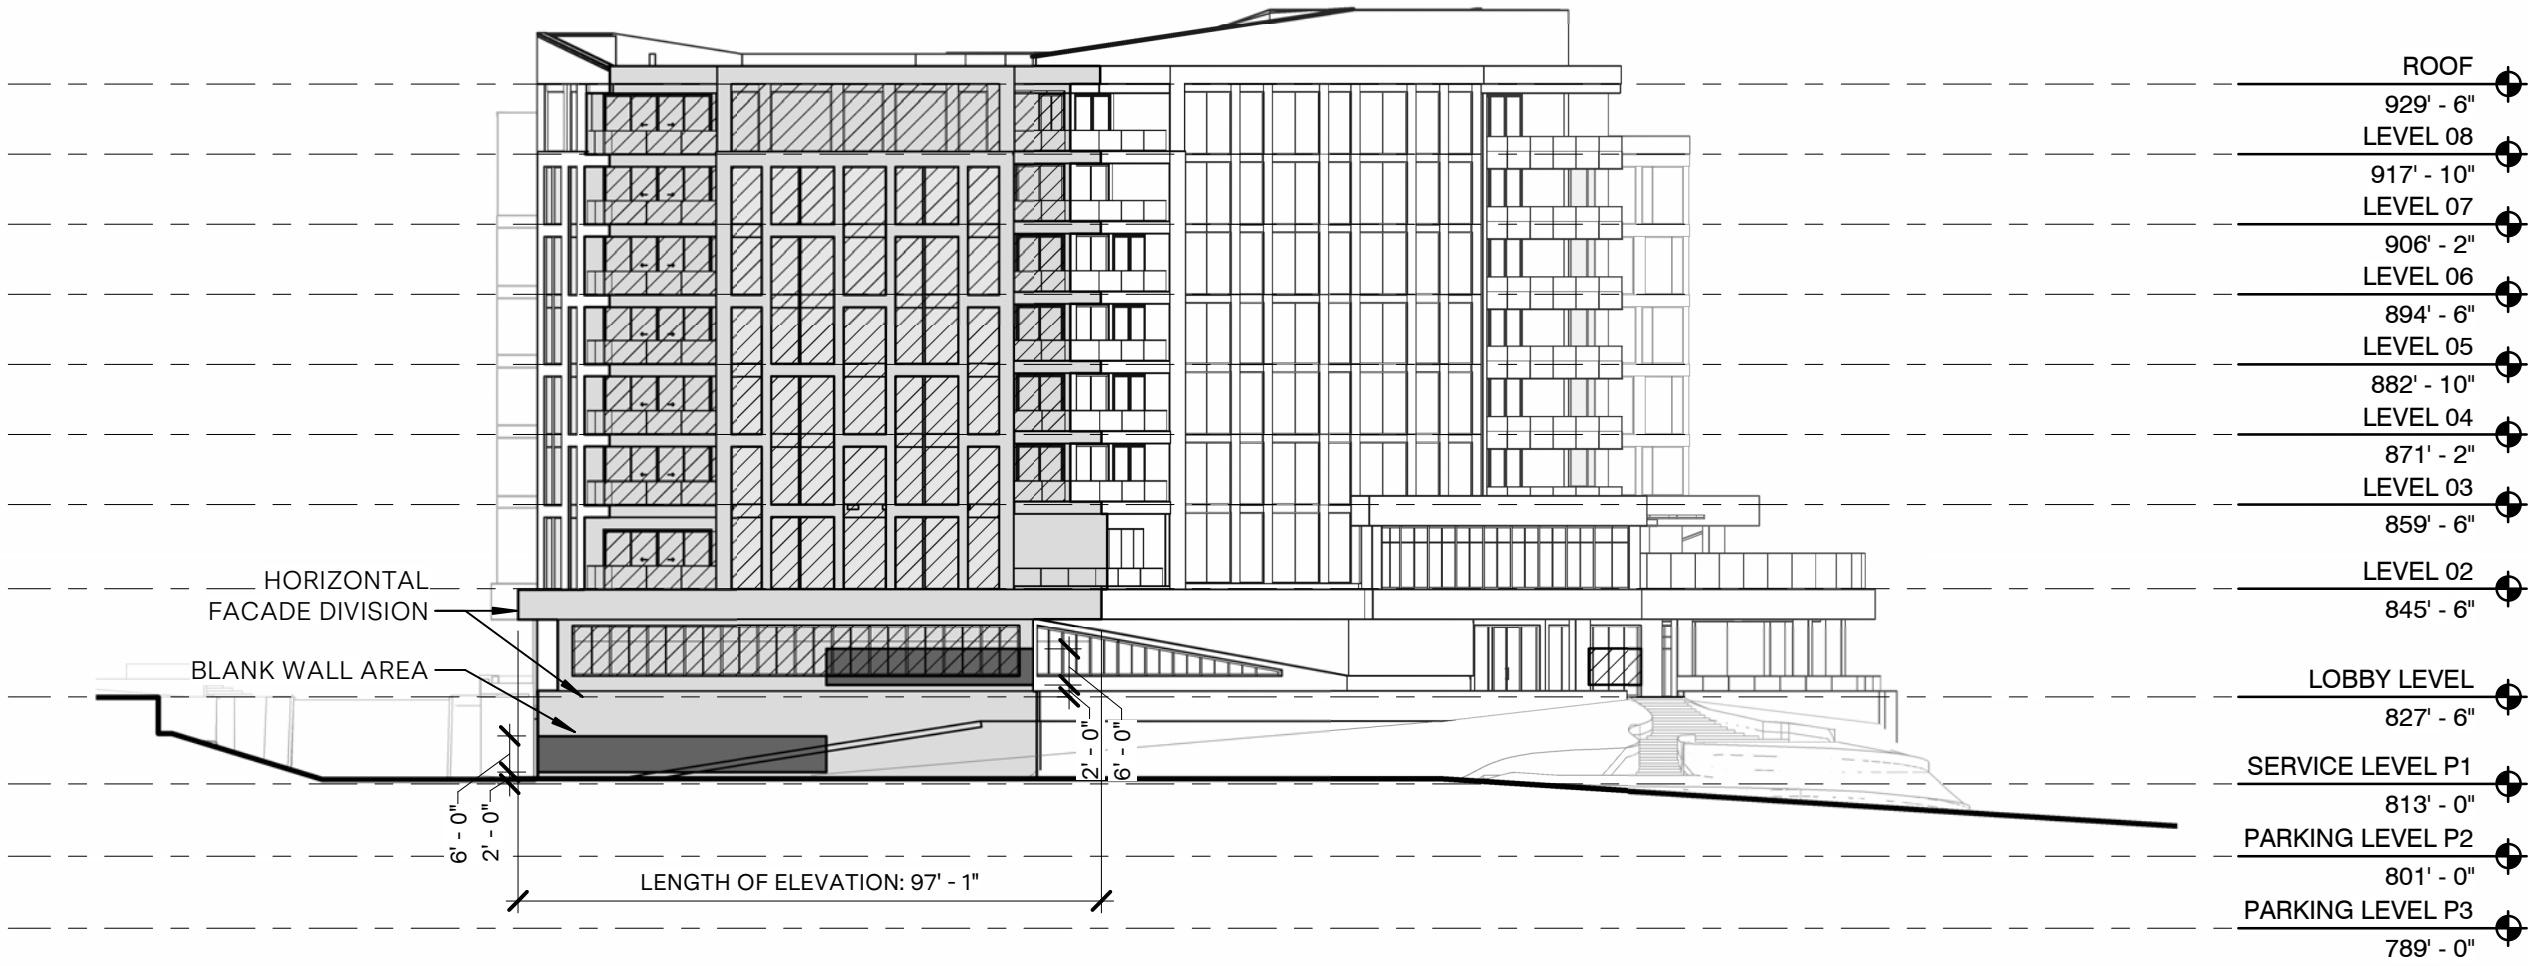 ROOF
929' - 6"
LEVEL 08
917' - 10"
LEVEL 07
906' - 2"
LEVEL 06
894' - 6"
LEVEL 05
882' - 10"
LEVEL 04
871' - 2"
LEVEL 03
859' - 6"
LEVEL 02
845' - 6"
LOBBY LEVEL
827' - 6"
SERVICE LEVEL P1
813' - 0"
PARKING LEVEL P2
801' - 0"
PARKING LEVEL P3
789' - 0"
HORIZONTAL
FACADE DIVISION
BLANK WALL AREA
6' - 0"
2' - 0"
2' - 0"
6' - 0"
LENGTH OF ELEVATION: 97' - 1"